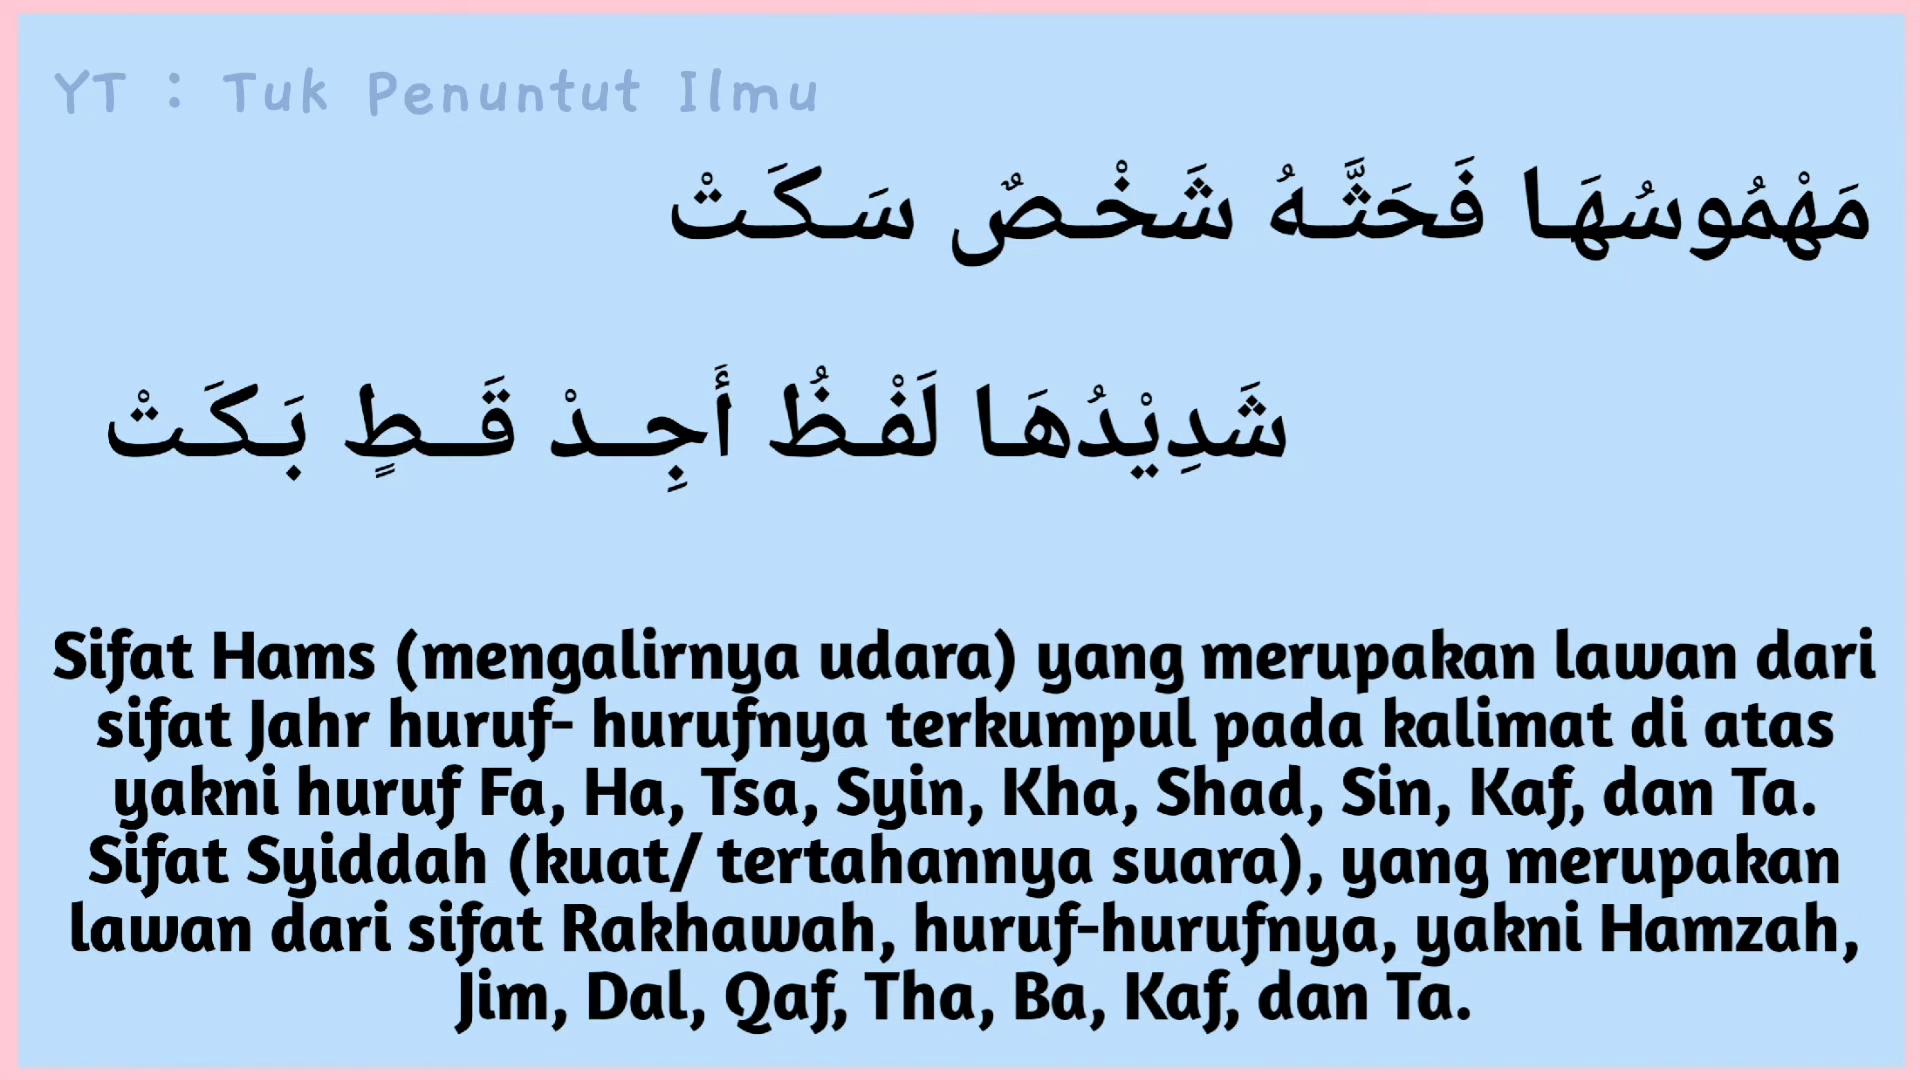 YT : Tuk Penuntut Ilmu
مَهْمُوسُهَا فَحَثَّهُ شَخْصٌ سَكَتْ
شَدِيْدُهَا لَفْظُ أَجِدْ قَطٍ بَكَتْ
Sifat Hams (mengalirnya udara) yang merupakan lawan dari
sifat Jahr huruf- hurufnya terkumpul pada kalimat di atas
yakni huruf Fa, Ha, Tsa, Syin, Kha, Shad, Sin, Kaf, dan Ta.
Sifat Syiddah (kuat/ tertahannya suara), yang merupakan
lawan dari sifat Rakhawah, huruf-hurufnya, yakni Hamzah,
Jim, Dal, Qaf, Tha, Ba, Kaf, dan Ta.